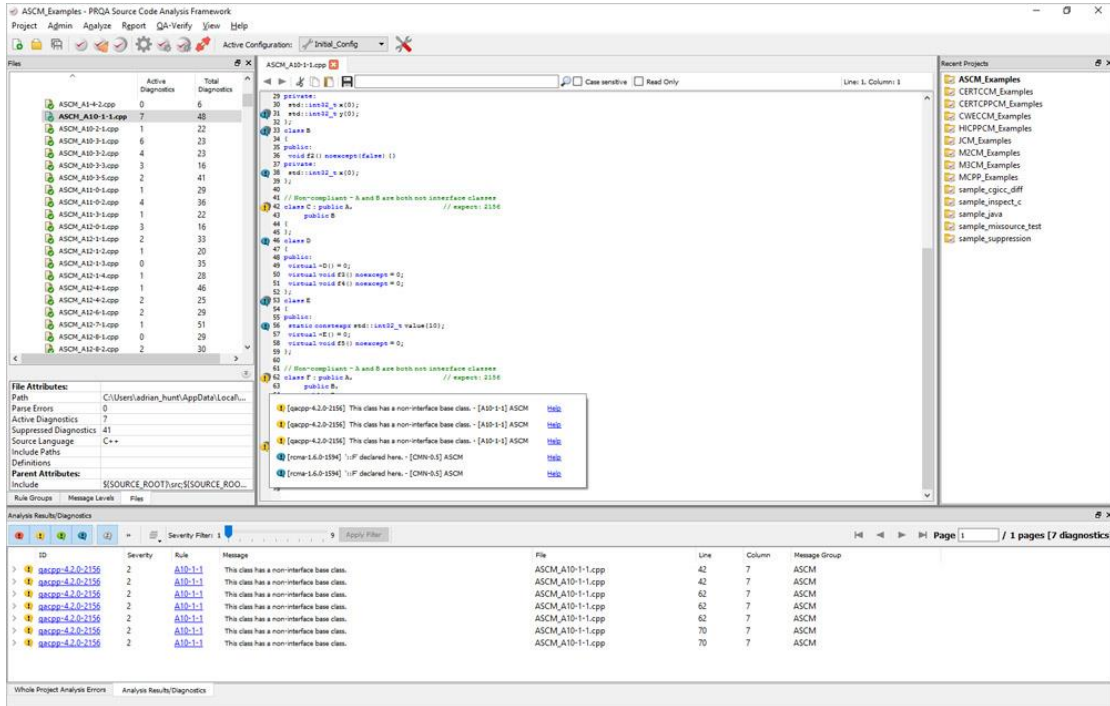 ASCM_Examples - PRQA Source Code Analysis Framework
Project Admin Analyze Report QA-Verify View Help
Active Configuration: Initial_Config
Files
Active Diagnostics Total Diagnostics
ASCM_A1-4-2.cpp 0 6
ASCM_A10-1-1.cpp 7 48
ASCM_A10-2-1.cpp 1 22
ASCM_A10-3-1.cpp 6 23
ASCM_A10-3-2.cpp 4 23
ASCM_A10-3-3.cpp 3 16
ASCM_A10-3-5.cpp 2 41
ASCM_A11-0-1.cpp 1 29
ASCM_A11-0-2.cpp 4 36
ASCM_A11-3-1.cpp 1 22
ASCM_A12-0-1.cpp 3 16
ASCM_A12-1-1.cpp 2 33
ASCM_A12-1-2.cpp 1 20
ASCM_A12-1-3.cpp 0 35
ASCM_A12-1-4.cpp 1 28
ASCM_A12-4-1.cpp 1 46
ASCM_A12-4-2.cpp 2 25
ASCM_A12-6-1.cpp 2 29
ASCM_A12-7-1.cpp 1 51
ASCM_A12-8-1.cpp 0 29
ASCM_A12-8-2.cpp 2 30
File Attributes:
Path C:\Users\adrian_hunt\AppData\Local\...
Parse Errors 0
Active Diagnostics 7
Suppressed Diagnostics 41
Source Language C++
Include Paths
Definitions
Parent Attributes:
Include ${SOURCE_ROOT}\src;${SOURCE_ROO...
Rule Groups Message Levels Files
ASCM_A10-1-1.cpp
Case sensitive Read Only Line: 1, Column: 1
29 private:
30 std::int32_t x{0};
31 std::int32_t y{0};
32 };
33 class B
34 {
35 public:
36 void f2() noexcept(false) {}
37 private:
38 std::int32_t x{0};
39 };
40
41 // Non-compliant - A and B are both not interface classes
42 class C : public A, // expect: 2156
43 public B
44 {
45 };
46 class D
47 {
48 public:
49 virtual ~D() = 0;
50 virtual void f3() noexcept = 0;
51 virtual void f4() noexcept = 0;
52 };
53 class E
54 {
55 public:
56 static constexpr std::int32_t value{10};
57 virtual ~E() = 0;
58 virtual void f5() noexcept = 0;
59 };
60
61 // Non-compliant - A and B are both not interface classes
62 class F : public A, // expect: 2156
63 public B,
[qacpp-4.2.0-2156] This class has a non-interface base class. - [A10-1-1] ASCM Help
[qacpp-4.2.0-2156] This class has a non-interface base class. - [A10-1-1] ASCM Help
[qacpp-4.2.0-2156] This class has a non-interface base class. - [A10-1-1] ASCM Help
[rcma-1.6.0-1594] '::F' declared here. - [CMN-0.5] ASCM Help
[rcma-1.6.0-1594] '::F' declared here. - [CMN-0.5] ASCM Help
Recent Projects
ASCM_Examples
CERTCCM_Examples
CERTCPPCM_Examples
CWECCM_Examples
HICPPCM_Examples
JCM_Examples
M2CM_Examples
M3CM_Examples
MCPP_Examples
sample_cgicc_diff
sample_inspect_c
sample_java
sample_mixsource_test
sample_suppression
Analysis Results/Diagnostics
Severity Filter: 1 9 Apply Filter Page 1 / 1 pages [7 diagnostics
ID Severity Rule Message File Line Column Message Group
qacpp-4.2.0-2156 2 A10-1-1 This class has a non-interface base class. ASCM_A10-1-1.cpp 42 7 ASCM
qacpp-4.2.0-2156 2 A10-1-1 This class has a non-interface base class. ASCM_A10-1-1.cpp 42 7 ASCM
qacpp-4.2.0-2156 2 A10-1-1 This class has a non-interface base class. ASCM_A10-1-1.cpp 62 7 ASCM
qacpp-4.2.0-2156 2 A10-1-1 This class has a non-interface base class. ASCM_A10-1-1.cpp 62 7 ASCM
qacpp-4.2.0-2156 2 A10-1-1 This class has a non-interface base class. ASCM_A10-1-1.cpp 62 7 ASCM
qacpp-4.2.0-2156 2 A10-1-1 This class has a non-interface base class. ASCM_A10-1-1.cpp 70 7 ASCM
qacpp-4.2.0-2156 2 A10-1-1 This class has a non-interface base class. ASCM_A10-1-1.cpp 70 7 ASCM
Whole Project Analysis Errors Analysis Results/Diagnostics